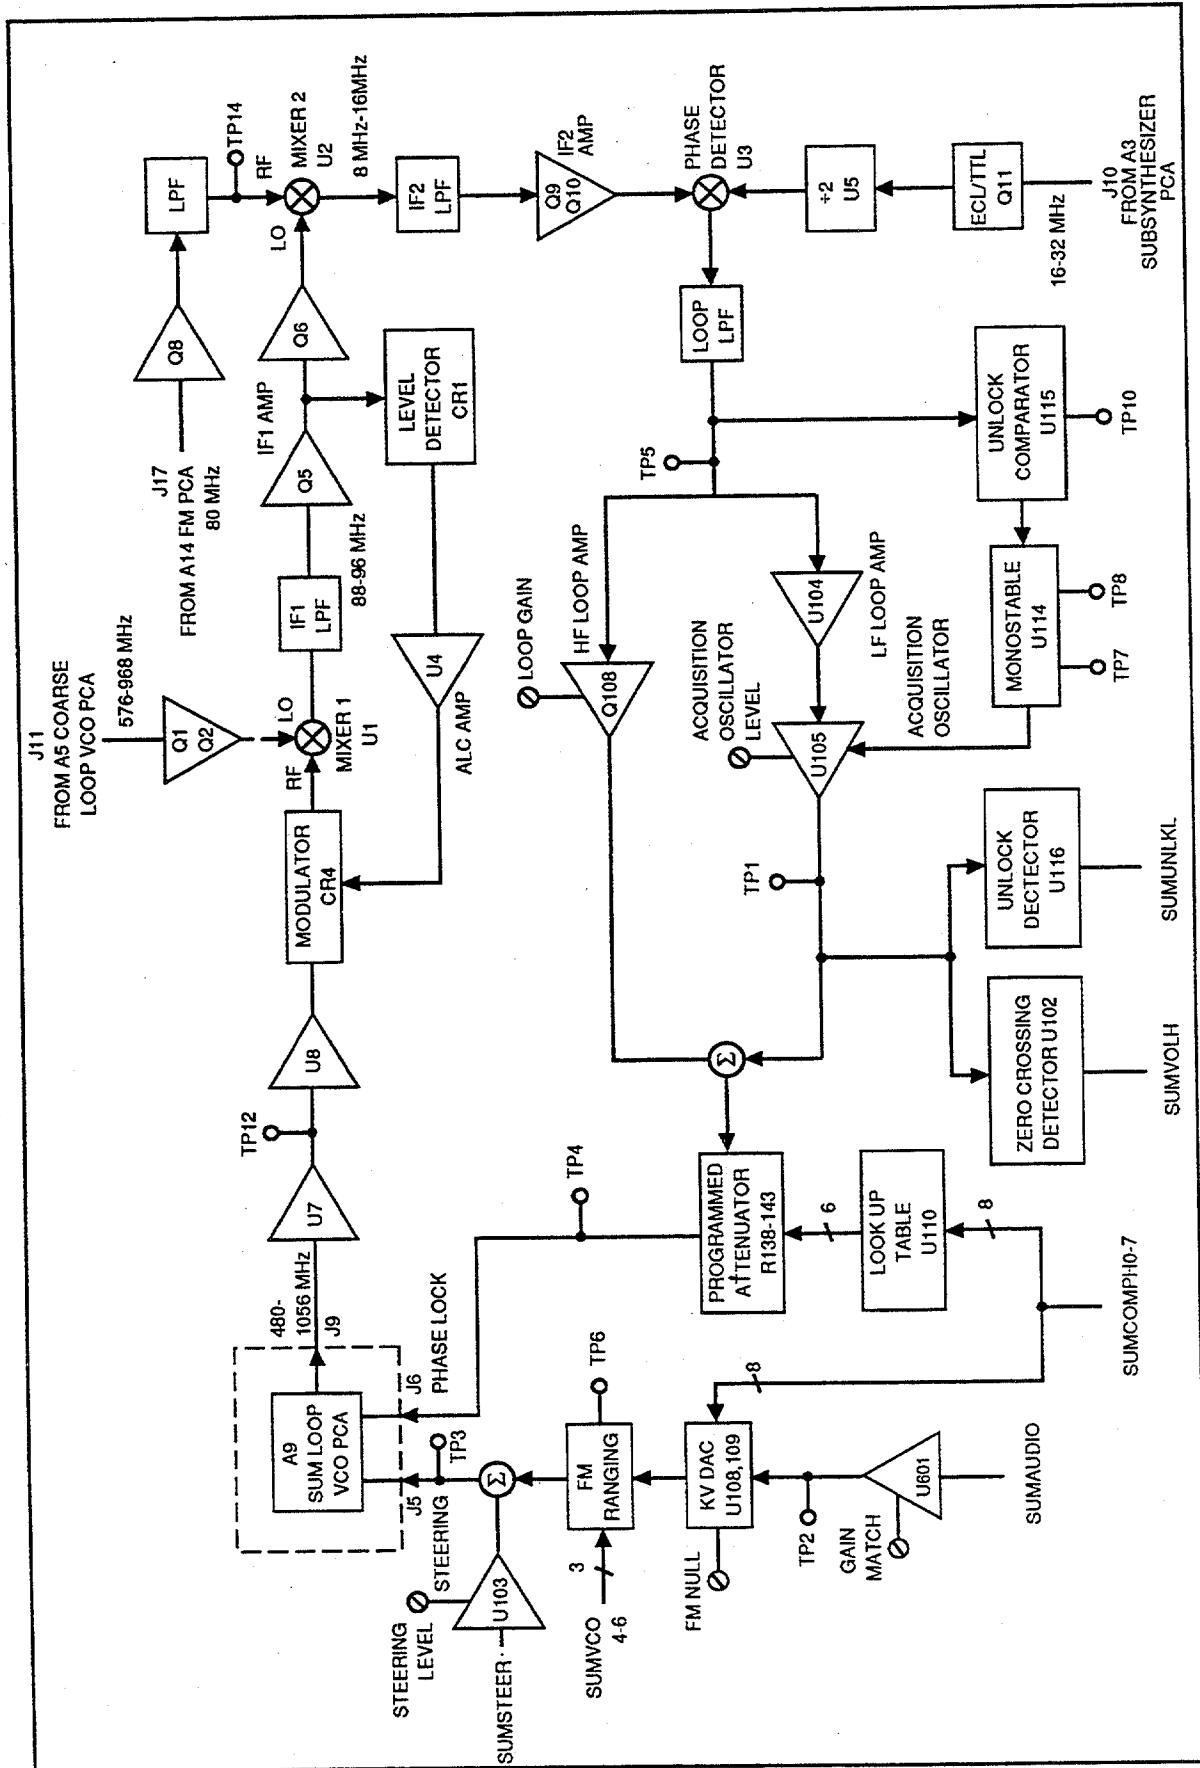 J11
FROM A5 COARSE
LOOP VCO PCA
576-968 MHz
J17
FROM A14 FM PCA
80 MHz
Q8
LPF
TP14
RF
MIXER 2
U2
LO
8 MHz-16MHz
IF2
LPF
Q9
Q10
IF2
AMP
PHASE
DETECTOR
U3
÷2
U5
ECL/TTL
Q11
16-32 MHz
J10
FROM A3
SUBSYNTHESIZER
PCA
Q1
Q2
LO
RF
MIXER 1
U1
IF1
LPF
88-96 MHz
Q5
IF1 AMP
Q6
LEVEL
DETECTOR
CR1
U4
ALC AMP
MODULATOR
CR4
U8
TP12
U7
480-
1056 MHz
J9
A9
SUM LOOP
VCO PCA
J5
J6
PHASE LOCK
STEERING
TP3
STEERING
LEVEL
U103
SUMSTEER
Σ
FM
RANGING
TP6
3
SUMVCO
4-6
KV DAC
U108,109
FM NULL
8
TP2
GAIN
MATCH
U601
SUMAUDIO
TP4
PROGRAMMED
ATTENUATOR
R138-143
6
LOOK UP
TABLE
U110
8
SUMCOMPH0-7
Σ
LOOP
LPF
TP5
HF LOOP AMP
LOOP GAIN
Q108
U104
LF LOOP AMP
ACQUISITION
OSCILLATOR
LEVEL
U105
ACQUISITION
OSCILLATOR
TP1
UNLOCK
COMPARATOR
U115
TP10
MONOSTABLE
U114
TP8
TP7
UNLOCK
DECTECTOR
U116
SUMUNLKL
ZERO CROSSING
DETECTOR U102
SUMVOLH